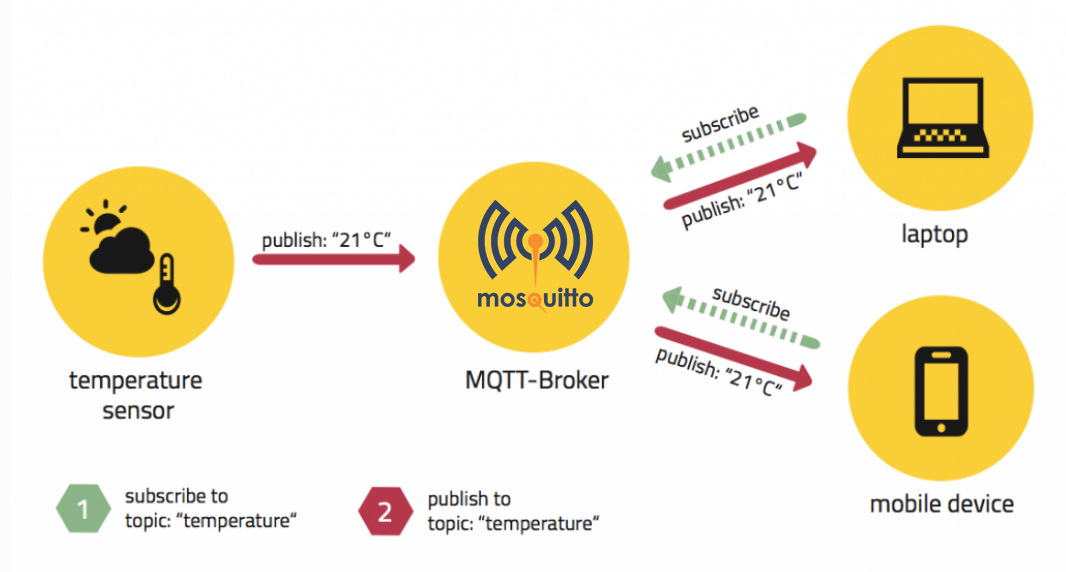 subscribe
publish: “21°C“
laptop
publish: “21°C“
mosquitto
MQTT-Broker
temperature
sensor
subscribe
publish: “21°C“
mobile device
1
subscribe to
topic: “temperature“
2
publish to
topic: “temperature“